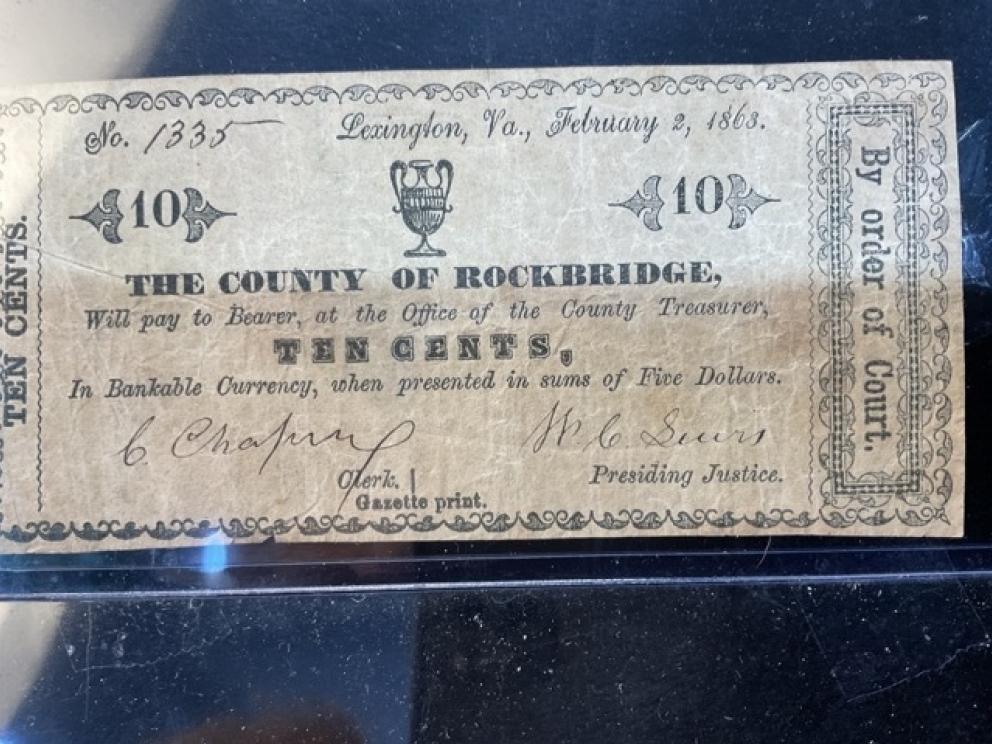 No. 1335
Lexington, Va., February 2, 1863.
10
10
THE COUNTY OF ROCKBRIDGE,
Will pay to Bearer, at the Office of the County Treasurer,
TEN CENTS,
In Bankable Currency, when presented in sums of Five Dollars.
C. Chapin
W. C. Lewis
Clerk.
Presiding Justice.
Gazette print.
TEN CENTS.
By order of Court.